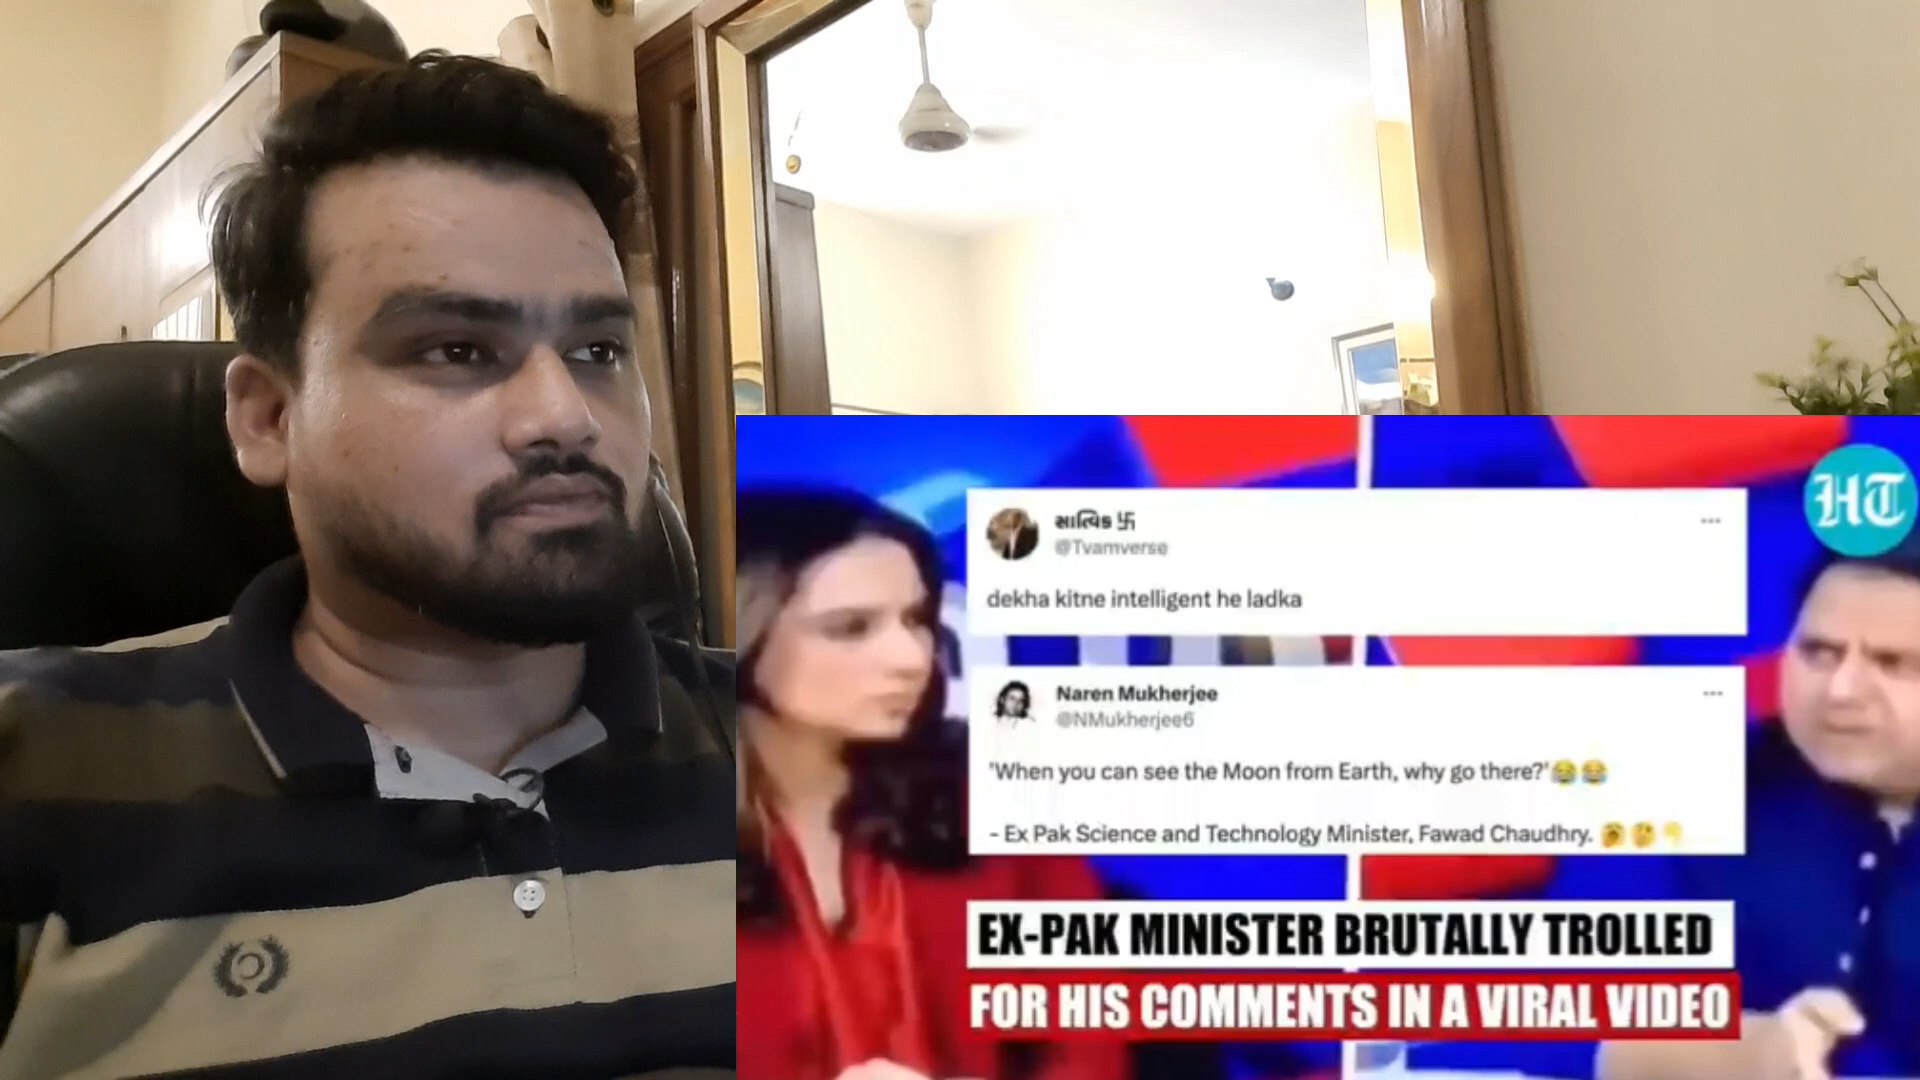 HT
સાત્વિક 卐
@Tvamverse
dekha kitne intelligent he ladka
Naren Mukherjee
@NMukherjee6
'When you can see the Moon from Earth, why go there?'😂😂
- Ex Pak Science and Technology Minister, Fawad Chaudhry.
EX-PAK MINISTER BRUTALLY TROLLED
FOR HIS COMMENTS IN A VIRAL VIDEO